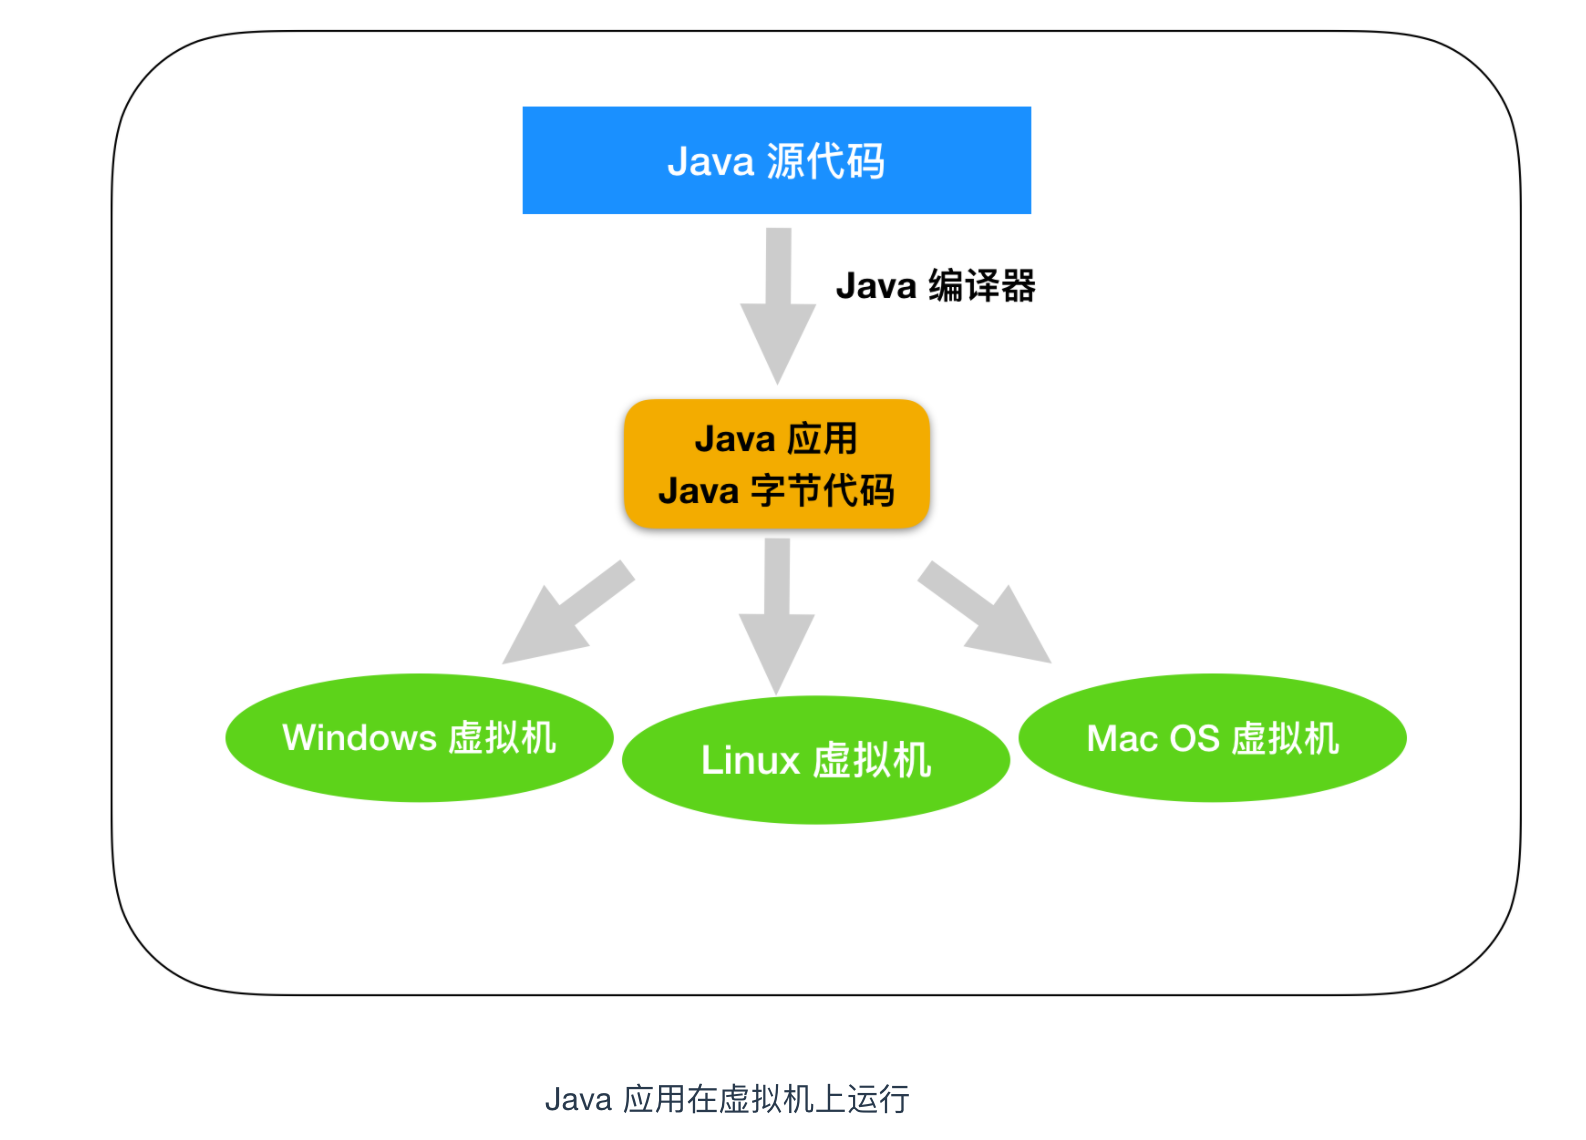 Java 源代码
Java 编译器
Java 应用
Java 字节代码
Windows 虚拟机
Linux 虚拟机
Mac OS 虚拟机
Java 应用在虚拟机上运行